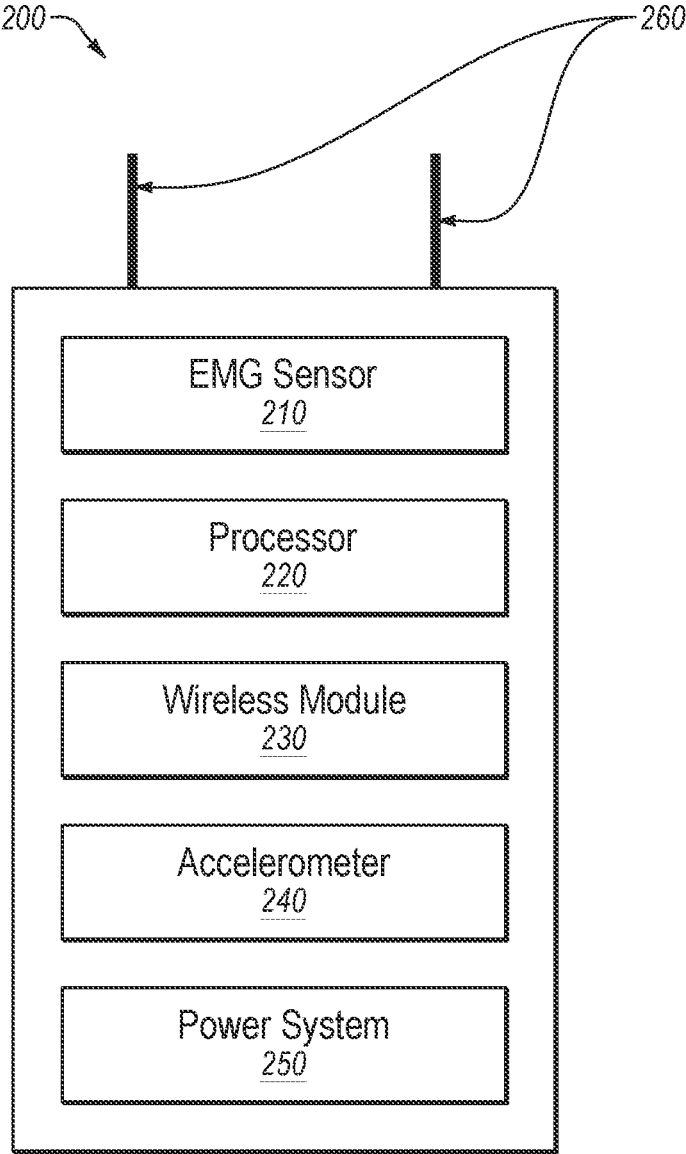 200
260
EMG Sensor
210
Processor
220
Wireless Module
230
Accelerometer
240
Power System
250